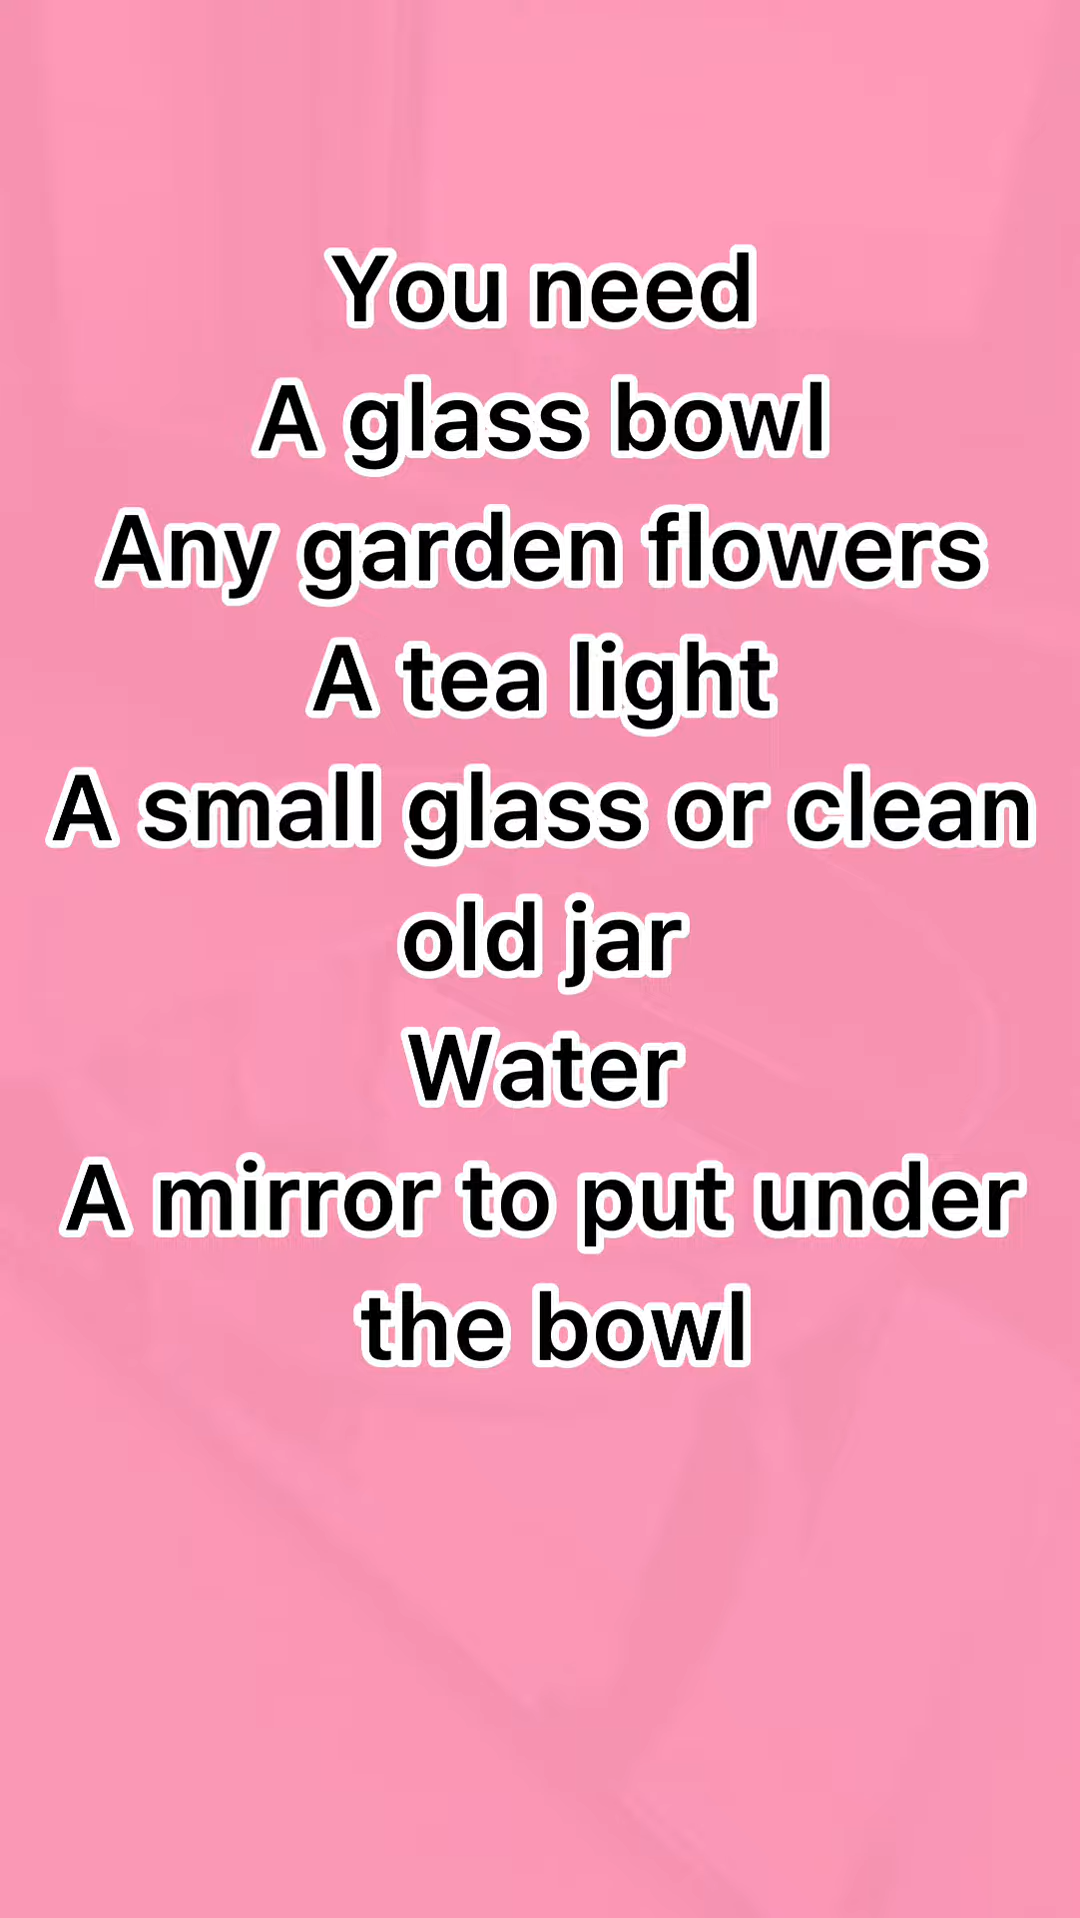 You need
A glass bowl
Any garden flowers
A tea light
A small glass or clean
old jar
Water
A mirror to put under
the bowl